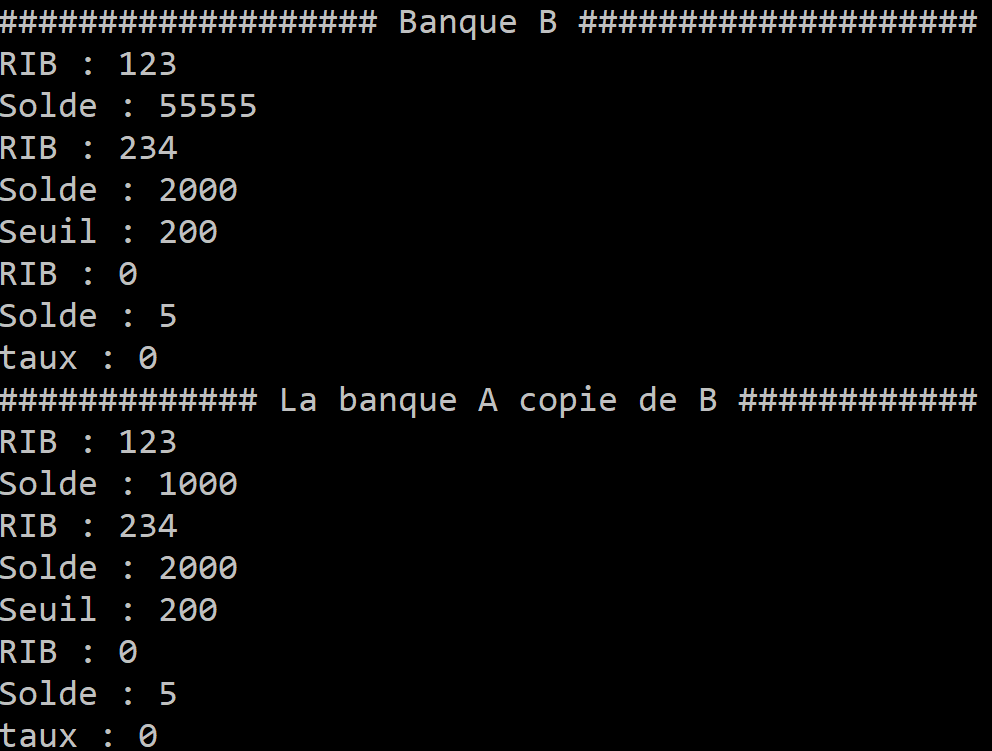 ################### Banque B ####################
RIB : 123
Solde : 55555
RIB : 234
Solde : 2000
Seuil : 200
RIB : 0
Solde : 5
taux : 0
############# La banque A copie de B ############
RIB : 123
Solde : 1000
RIB : 234
Solde : 2000
Seuil : 200
RIB : 0
Solde : 5
taux : 0